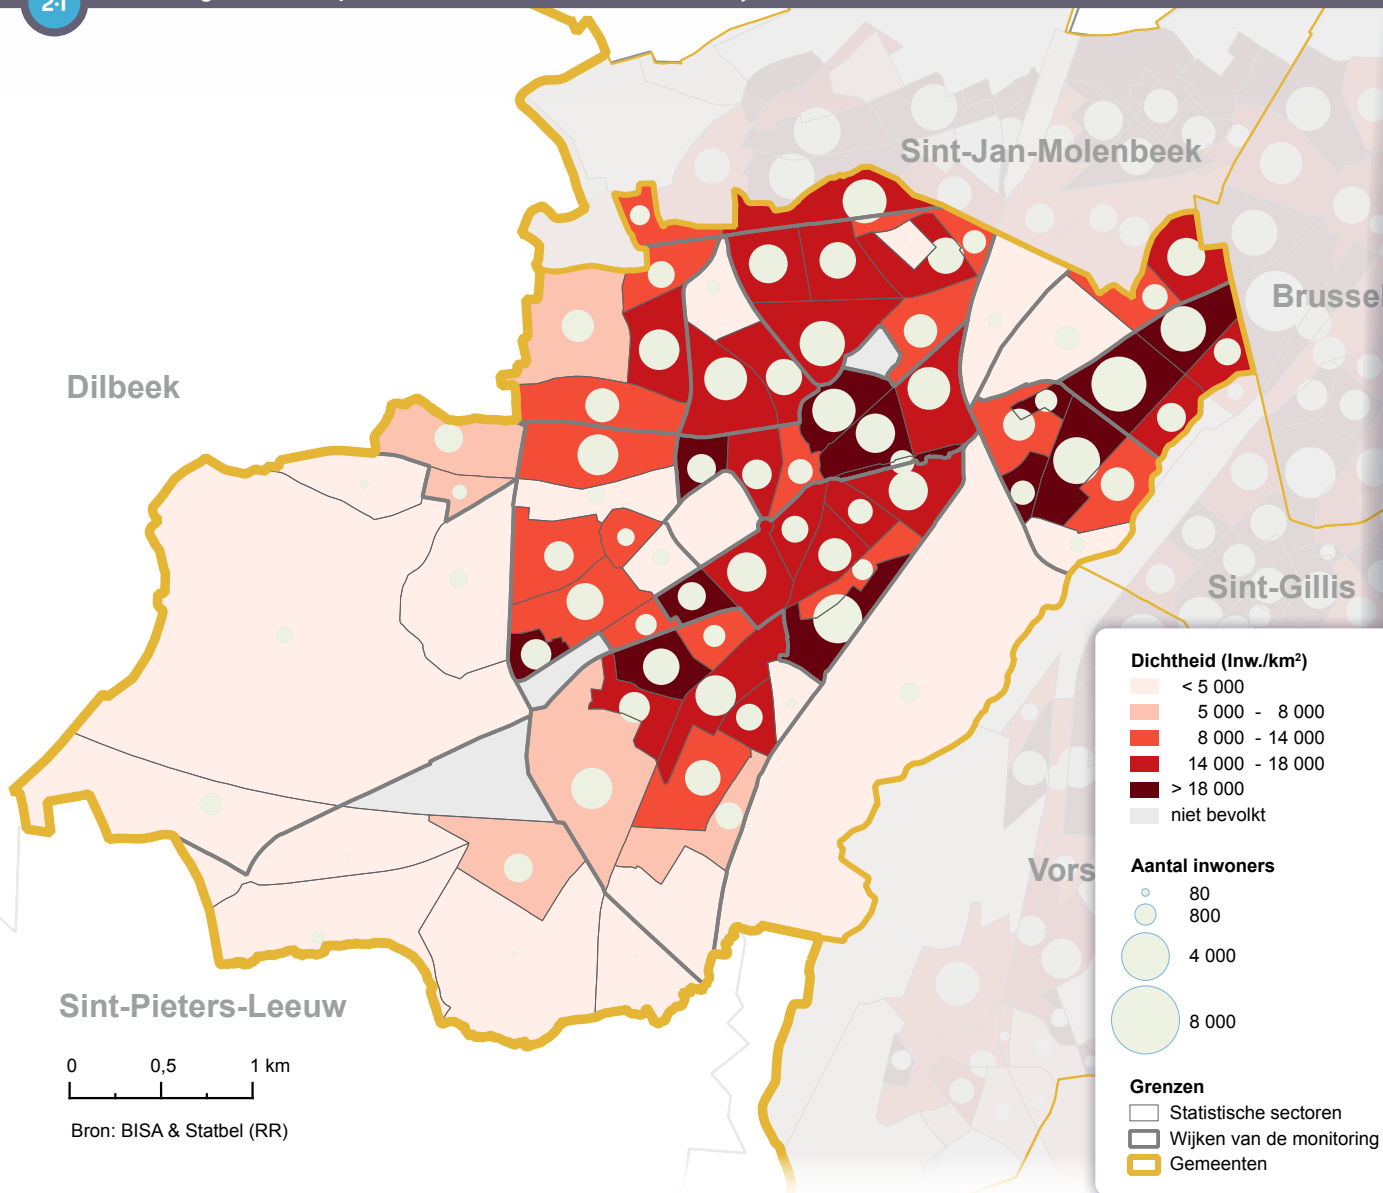 2.1
Sint-Jan-Molenbeek
Dilbeek
Sint-Gillis
Sint-Pieters-Leeuw
0 0,5 1 km
Bron: BISA & Statbel (RR)
Dichtheid (Inw./km²)
< 5 000
5 000 - 8 000
8 000 - 14 000
14 000 - 18 000
> 18 000
niet bevolkt
Aantal inwoners
80
800
4 000
8 000
Grenzen
Statistische sectoren
Wijken van de monitoring
Gemeenten